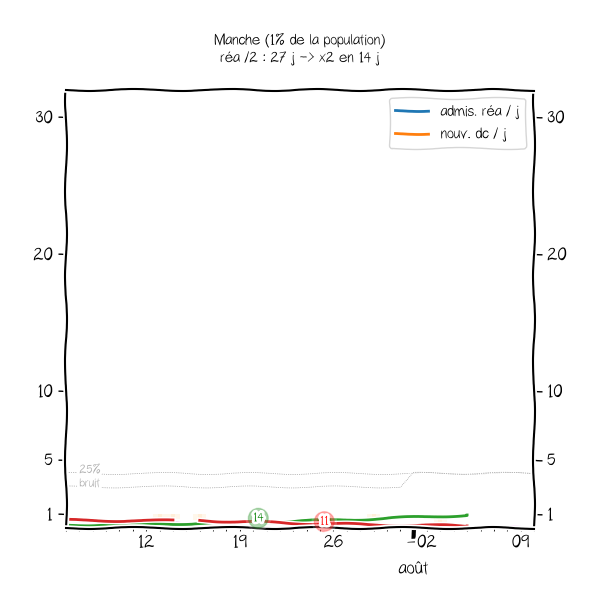 Manche (1% de la population)
réa /2 : 27 j -> x2 en 14 j
admis. réa / j
nouv. dc / j
30 30
20 20
10 10
5 5
25%
bruit
1 14 11 1
12 19 26 02 09
août